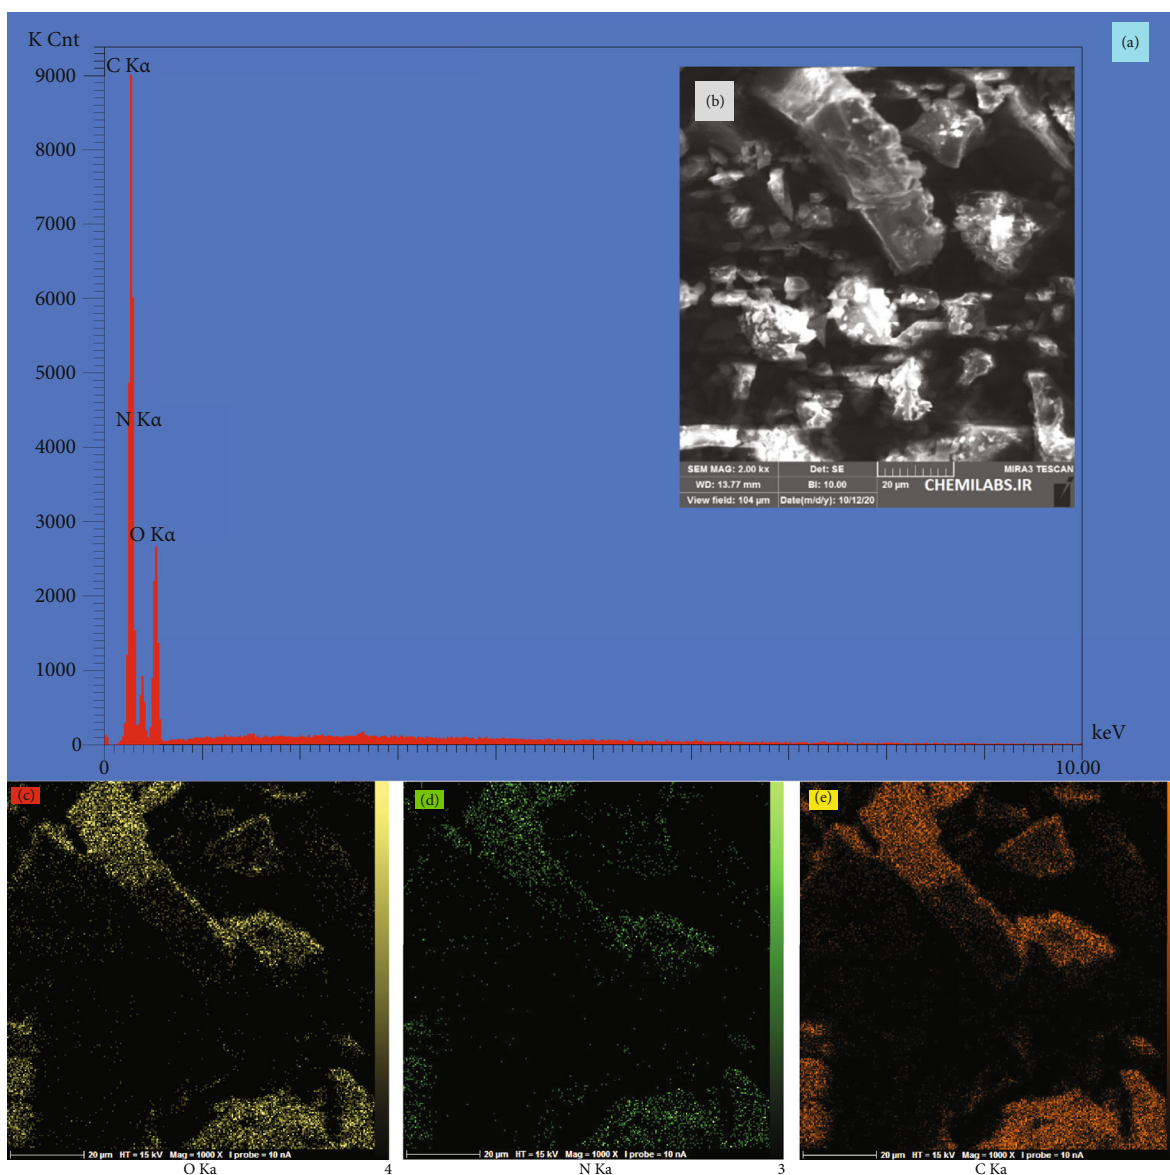 K Cnt
(a)
C Kα
9000
(b)
8000
7000
6000
5000
N Kα
4000
3000
O Kα
2000
1000
0
keV
0
10.00
SEM MAG: 2.00 kx
Det: SE
MIRA3 TESCAN
WD: 13.77 mm
BI: 10.00
20 µm
CHEMILABS.IR
View field: 104 µm
Date(m/d/y): 10/12/20
(c)
(d)
(e)
20 µm HT = 15 kV Mag = 1000 X I probe = 10 nA
20 µm HT = 15 kV Mag = 1000 X I probe = 10 nA
20 µm HT = 15 kV Mag = 1000 X I probe = 10 nA
O Ka
4
N Ka
3
C Ka